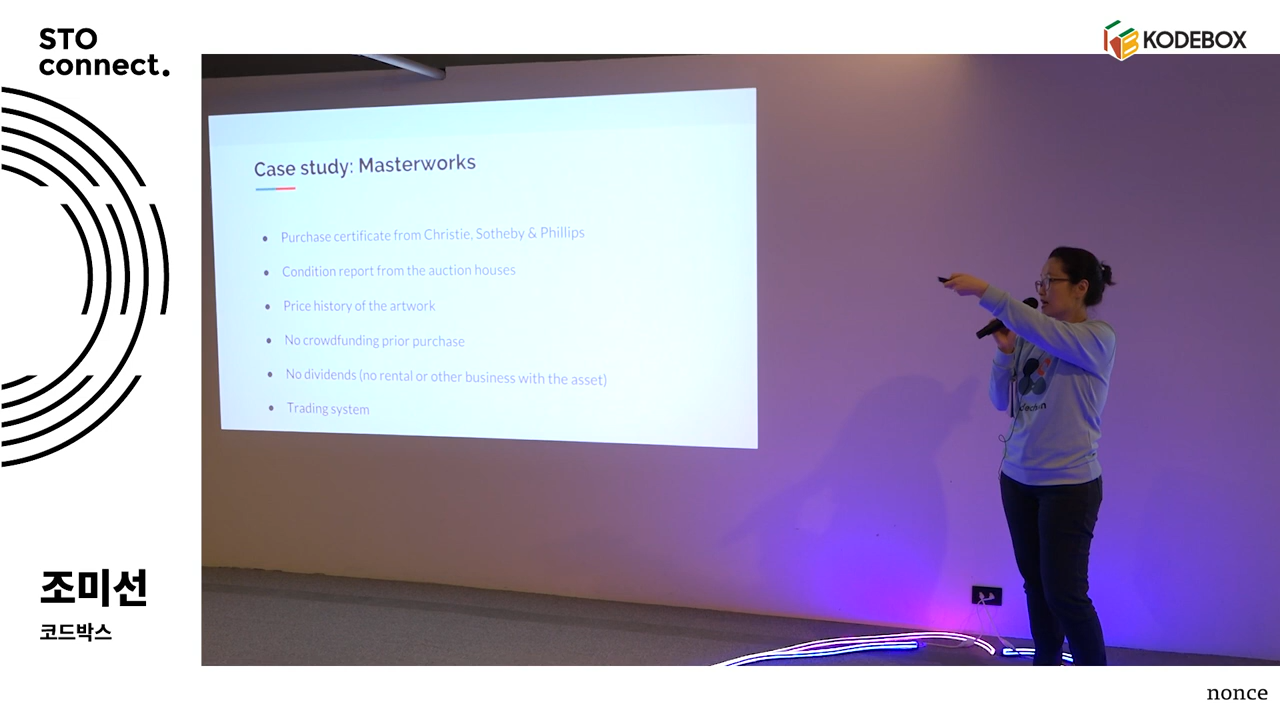 STO
connect.
KODEBOX
Case study: Masterworks
Purchase certificate from Christie, Sotheby & Phillips
Condition report from the auction houses
Price history of the artwork
No crowdfunding prior purchase
No dividends (no rental or other business with the asset)
Trading system
조미선
코드박스
nonce